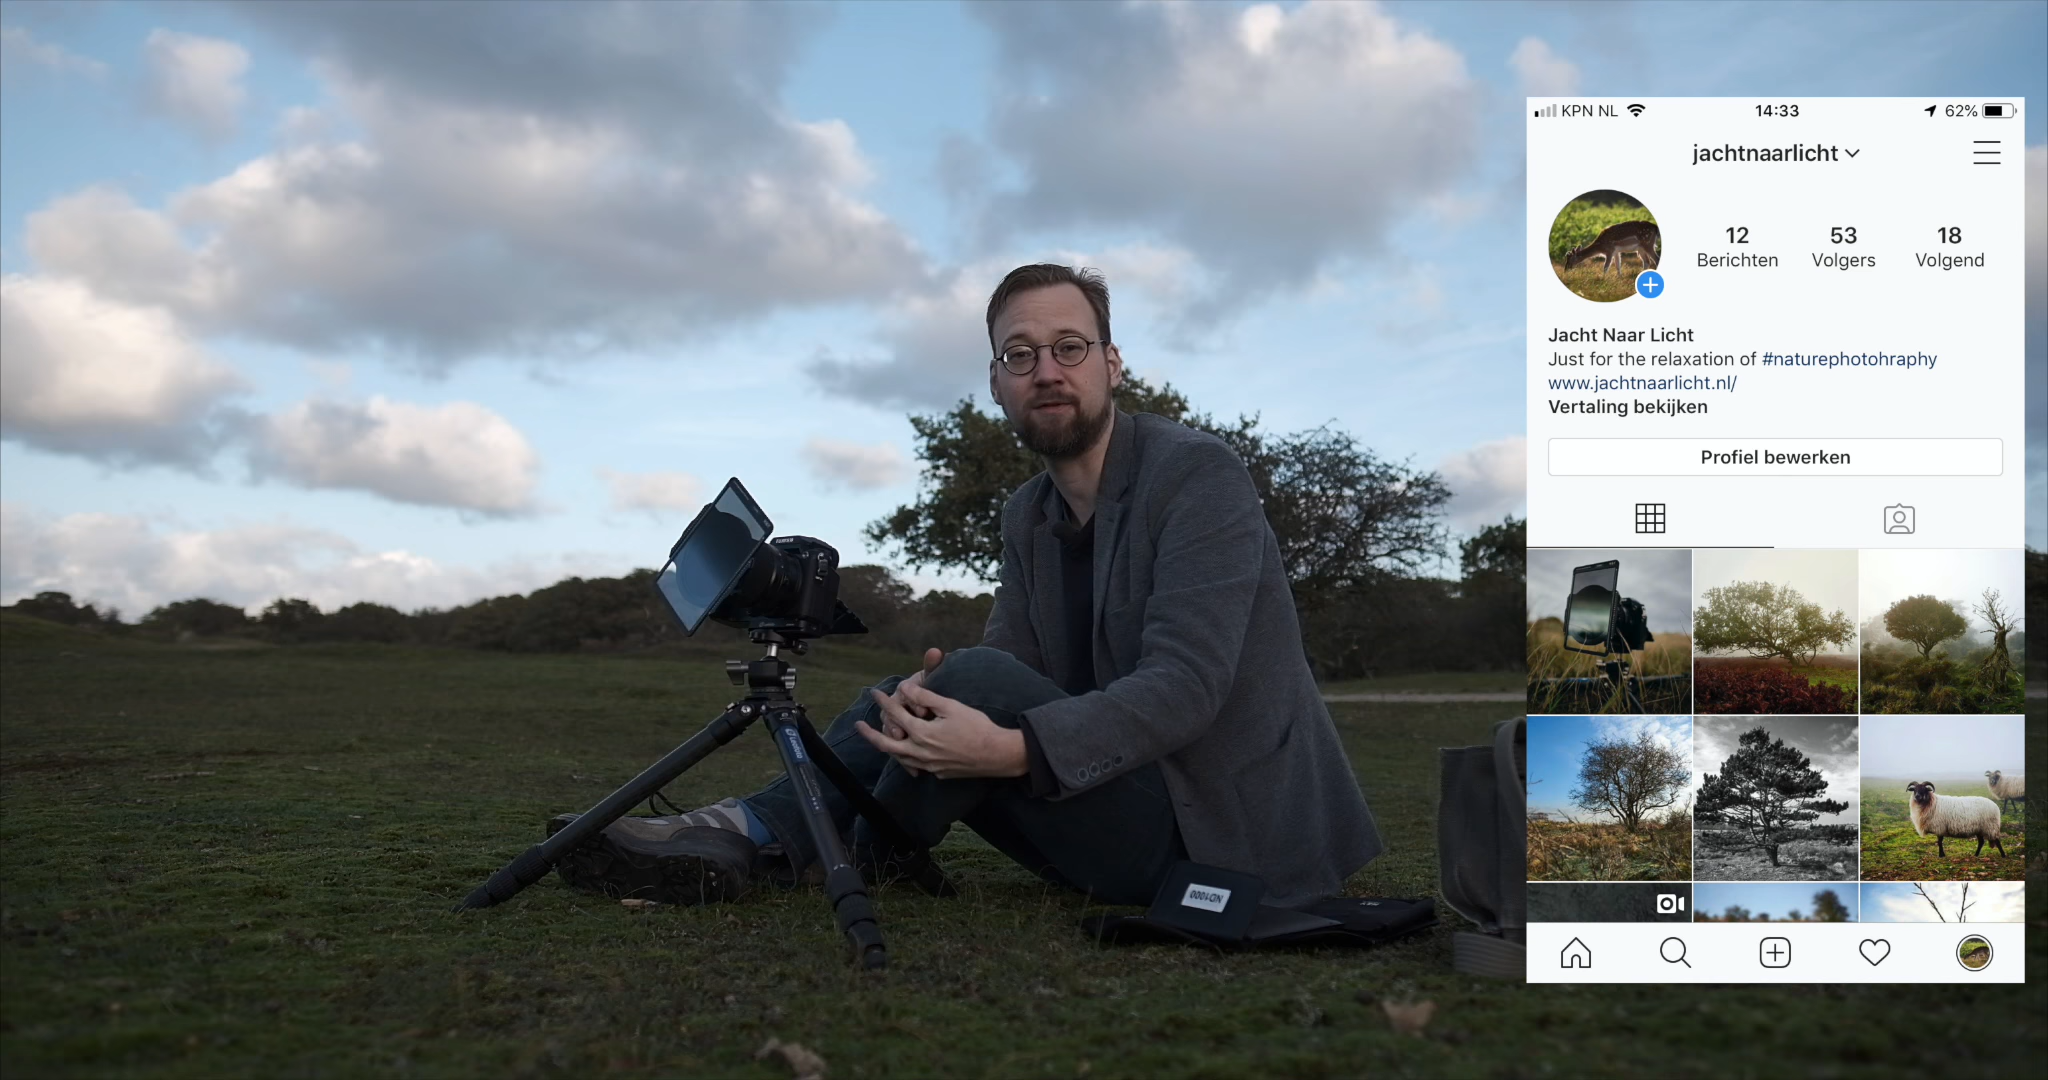 KPN NL
14:33
62%
jachtnaarlicht
12
Berichten
53
Volgers
18
Volgend
Jacht Naar Licht
Just for the relaxation of #naturephotohraphy
www.jachtnaarlicht.nl/
Vertaling bekijken
Profiel bewerken
Leofoto
ND1000